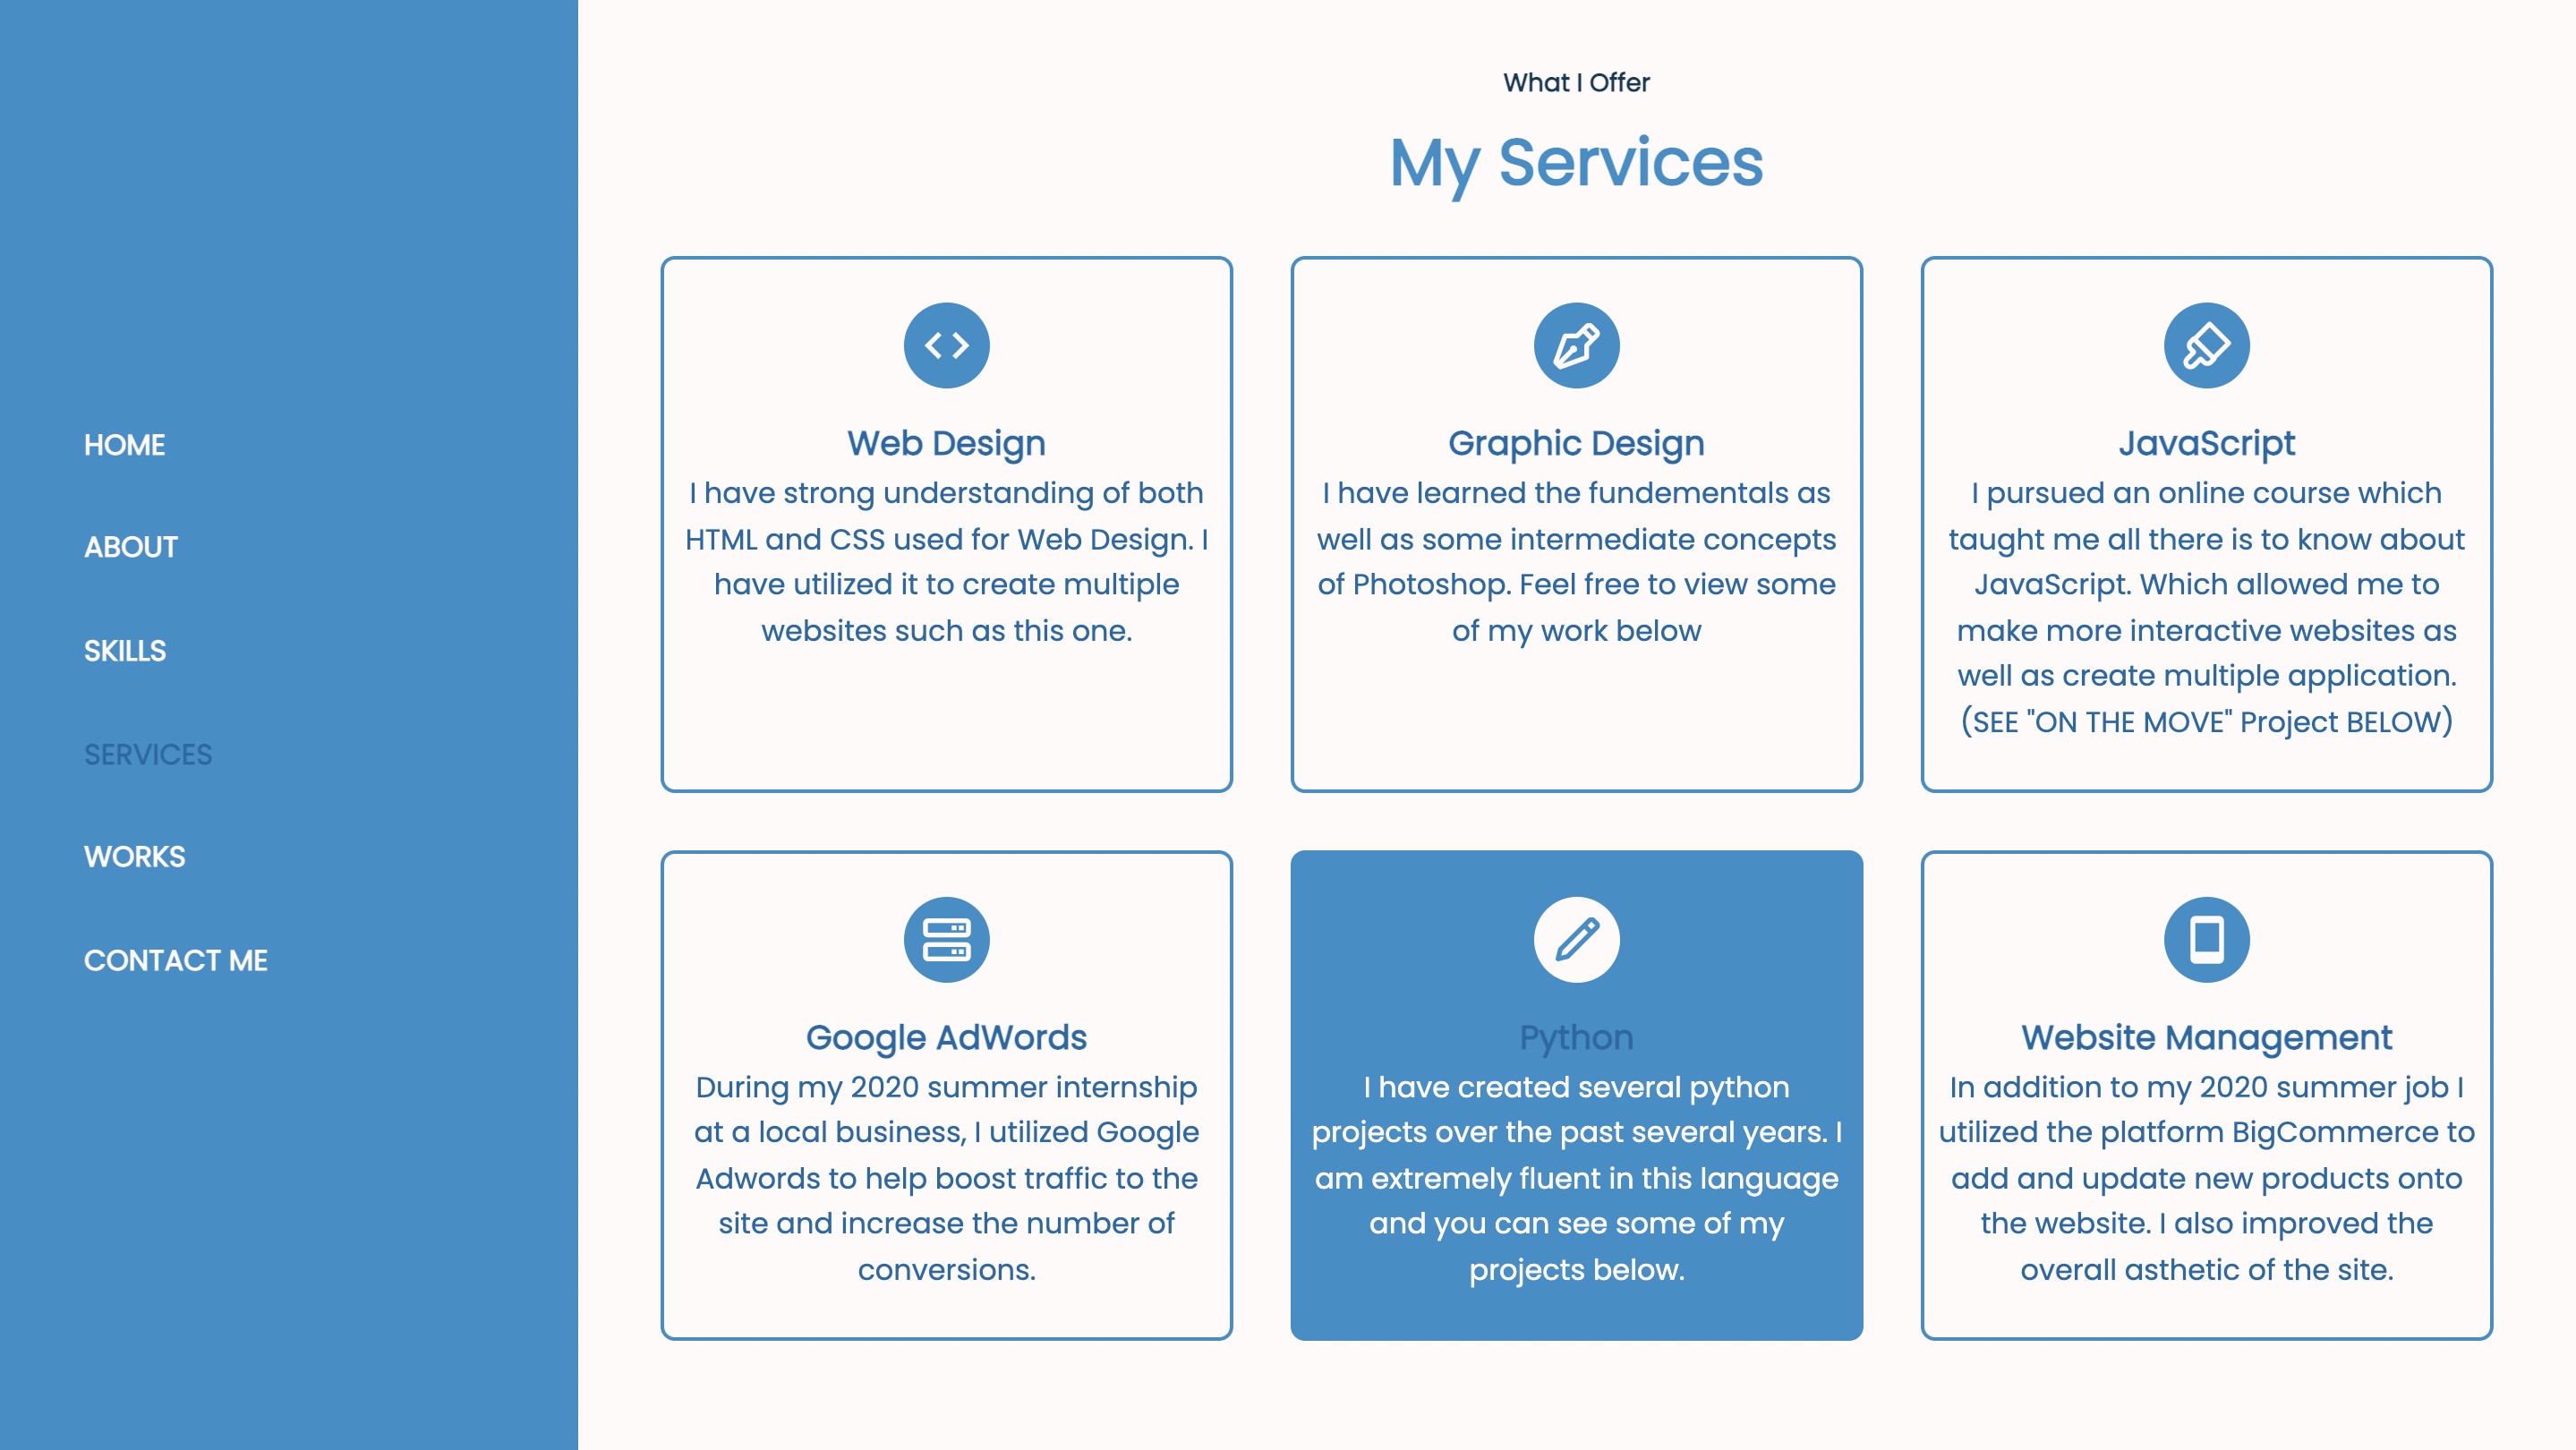 HOME
ABOUT
SKILLS
SERVICES
WORKS
CONTACT ME
What I Offer
My Services
Web Design
I have strong understanding of both
HTML and CSS used for Web Design. I
have utilized it to create multiple
websites such as this one.
Graphic Design
I have learned the fundementals as
well as some intermediate concepts
of Photoshop. Feel free to view some
of my work below
JavaScript
I pursued an online course which
taught me all there is to know about
JavaScript. Which allowed me to
make more interactive websites as
well as create multiple application.
(SEE "ON THE MOVE" Project BELOW)
Google AdWords
During my 2020 summer internship
at a local business, I utilized Google
Adwords to help boost traffic to the
site and increase the number of
conversions.
Python
I have created several python
projects over the past several years. I
am extremely fluent in this language
and you can see some of my
projects below.
Website Management
In addition to my 2020 summer job I
utilized the platform BigCommerce to
add and update new products onto
the website. I also improved the
overall asthetic of the site.